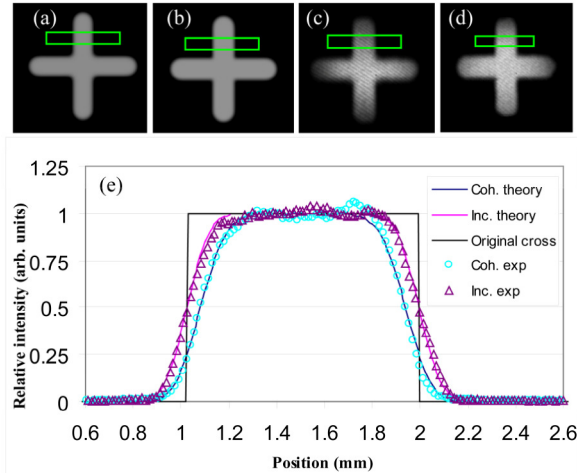 (a) (b) (c) (d)
(e)
1.25
1
0.75
0.5
0.25
0
Relative intensity (arb. units)
Coh. theory
Inc. theory
Original cross
Coh. exp
Inc. exp
0.6 0.8 1 1.2 1.4 1.6 1.8 2 2.2 2.4 2.6
Position (mm)